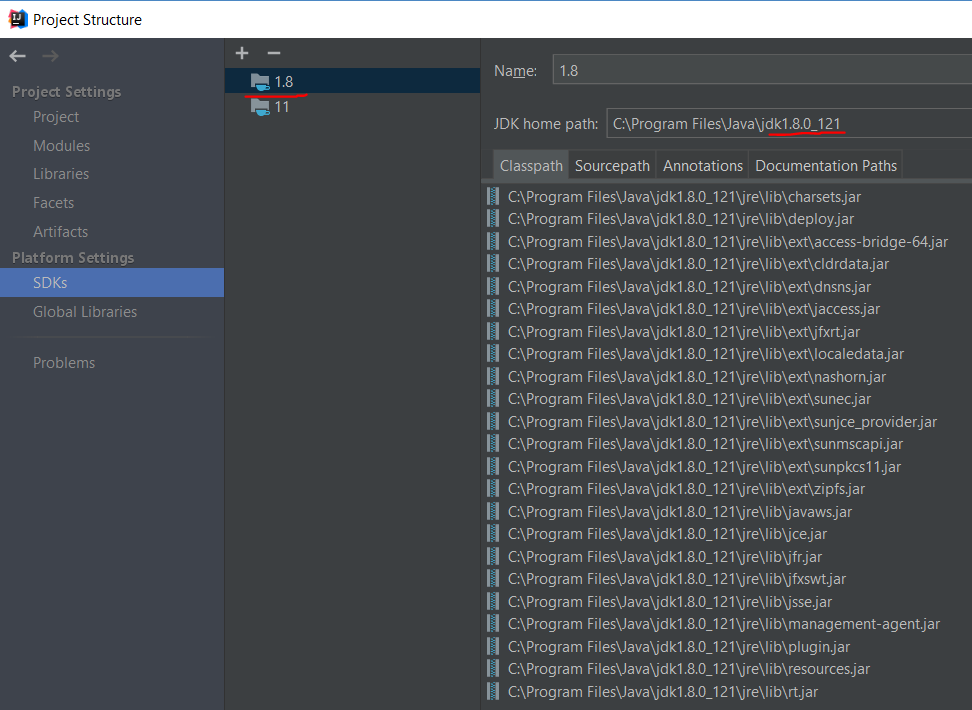 Project Structure
Project Settings
Project
Modules
Libraries
Facets
Artifacts
Platform Settings
SDKs
Global Libraries
Problems
1.8
11
Name: 1.8
JDK home path: C:\Program Files\Java\jdk1.8.0_121
Classpath Sourcepath Annotations Documentation Paths
C:\Program Files\Java\jdk1.8.0_121\jre\lib\charsets.jar
C:\Program Files\Java\jdk1.8.0_121\jre\lib\deploy.jar
C:\Program Files\Java\jdk1.8.0_121\jre\lib\ext\access-bridge-64.jar
C:\Program Files\Java\jdk1.8.0_121\jre\lib\ext\cldrdata.jar
C:\Program Files\Java\jdk1.8.0_121\jre\lib\ext\dnsns.jar
C:\Program Files\Java\jdk1.8.0_121\jre\lib\ext\jaccess.jar
C:\Program Files\Java\jdk1.8.0_121\jre\lib\ext\jfxrt.jar
C:\Program Files\Java\jdk1.8.0_121\jre\lib\ext\localedata.jar
C:\Program Files\Java\jdk1.8.0_121\jre\lib\ext\nashorn.jar
C:\Program Files\Java\jdk1.8.0_121\jre\lib\ext\sunec.jar
C:\Program Files\Java\jdk1.8.0_121\jre\lib\ext\sunjce_provider.jar
C:\Program Files\Java\jdk1.8.0_121\jre\lib\ext\sunmscapi.jar
C:\Program Files\Java\jdk1.8.0_121\jre\lib\ext\sunpkcs11.jar
C:\Program Files\Java\jdk1.8.0_121\jre\lib\ext\zipfs.jar
C:\Program Files\Java\jdk1.8.0_121\jre\lib\javaws.jar
C:\Program Files\Java\jdk1.8.0_121\jre\lib\jce.jar
C:\Program Files\Java\jdk1.8.0_121\jre\lib\jfr.jar
C:\Program Files\Java\jdk1.8.0_121\jre\lib\jfxswt.jar
C:\Program Files\Java\jdk1.8.0_121\jre\lib\jsse.jar
C:\Program Files\Java\jdk1.8.0_121\jre\lib\management-agent.jar
C:\Program Files\Java\jdk1.8.0_121\jre\lib\plugin.jar
C:\Program Files\Java\jdk1.8.0_121\jre\lib\resources.jar
C:\Program Files\Java\jdk1.8.0_121\jre\lib\rt.jar